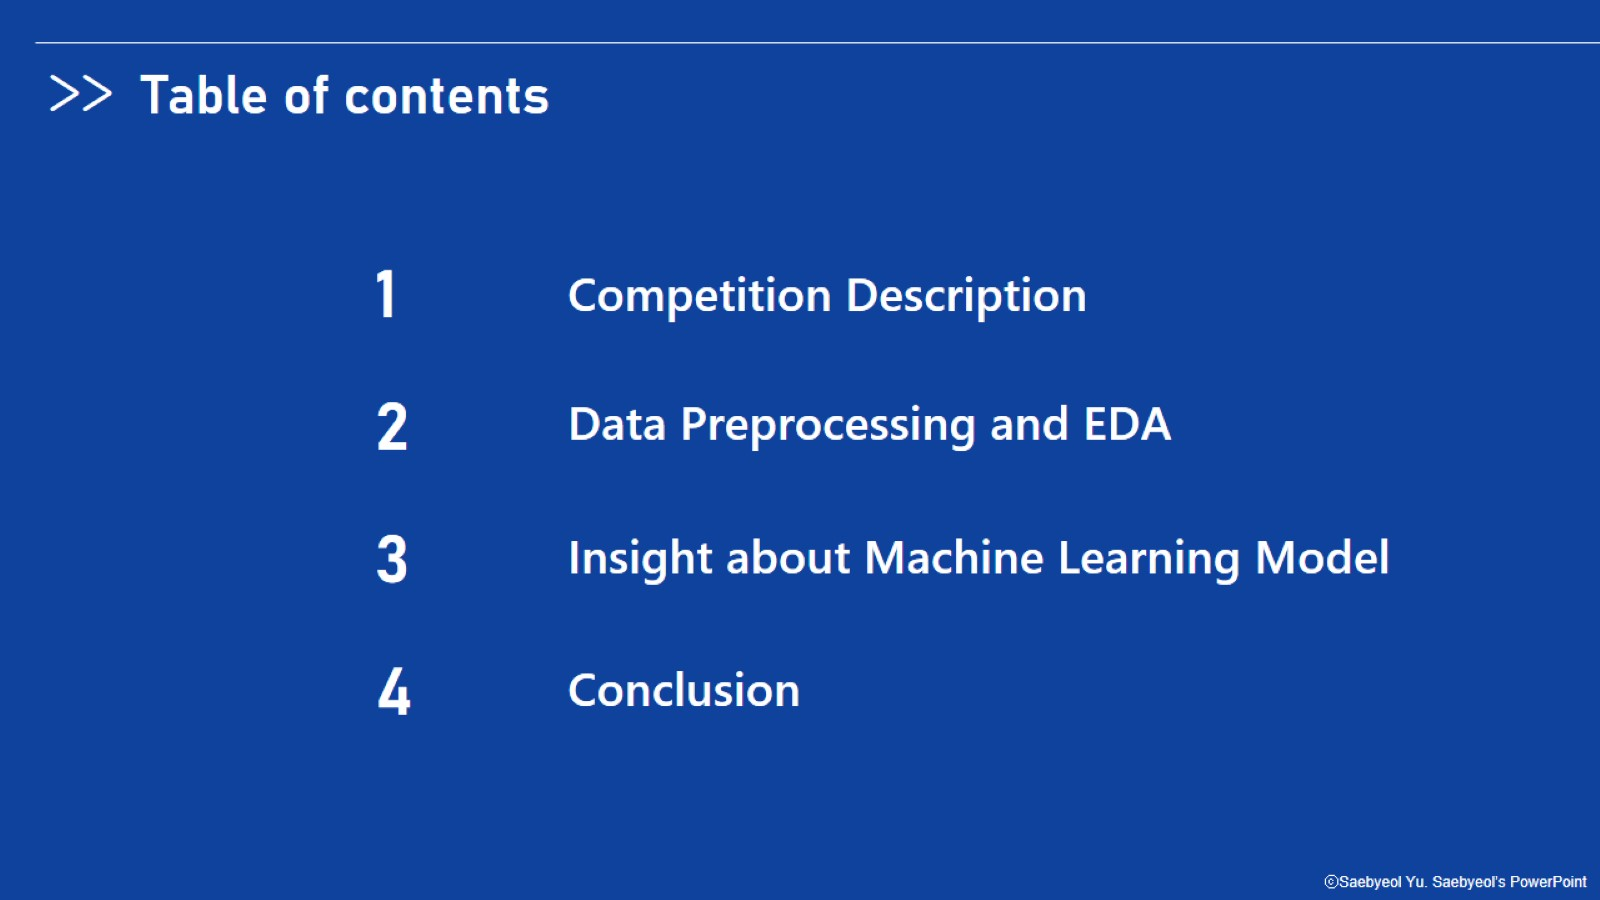 >> Table of contents
1 Competition Description
2 Data Preprocessing and EDA
3 Insight about Machine Learning Model
4 Conclusion
ⓒSaebyeol Yu. Saebyeol's PowerPoint